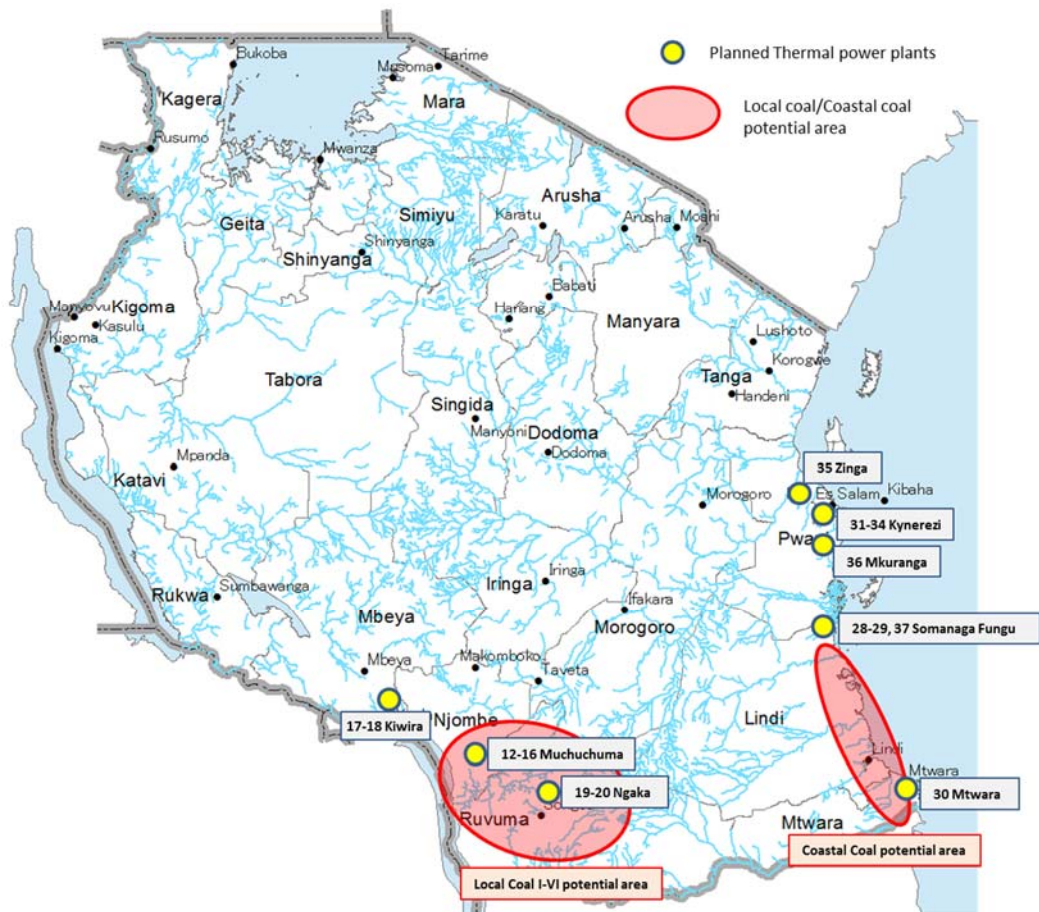 Planned Thermal power plants
Local coal/Coastal coal
potential area
Bukoba
Tarime
Musoma
Kagera
Mara
Rusumo
Mwanza
Arusha
Geita
Simiyu
Karatu
Arusha
Moshi
Shinyanga
Shinyanga
Babati
Hanang
Manyovu
Kigoma
Kasulu
Kigoma
Manyara
Lushoto
Korogwe
Tabora
Tanga
Handeni
Singida
Manyoni
Dodoma
Dodoma
Mpanda
Katavi
35 Zinga
Morogoro
Es Salam
Kibaha
31-34 Kynerezi
36 Mkuranga
Iringa
Iringa
Rukwa
Sumbawanga
Mbeya
Ifakara
Morogoro
28-29, 37 Somanaga Fungu
Mbeya
Makomboko
Taveta
17-18 Kiwira
Njombe
Lindi
12-16 Muchuchuma
Lindi
Mtwara
19-20 Ngaka
30 Mtwara
Ruvuma
Mtwara
Coastal Coal potential area
Local Coal I-VI potential area